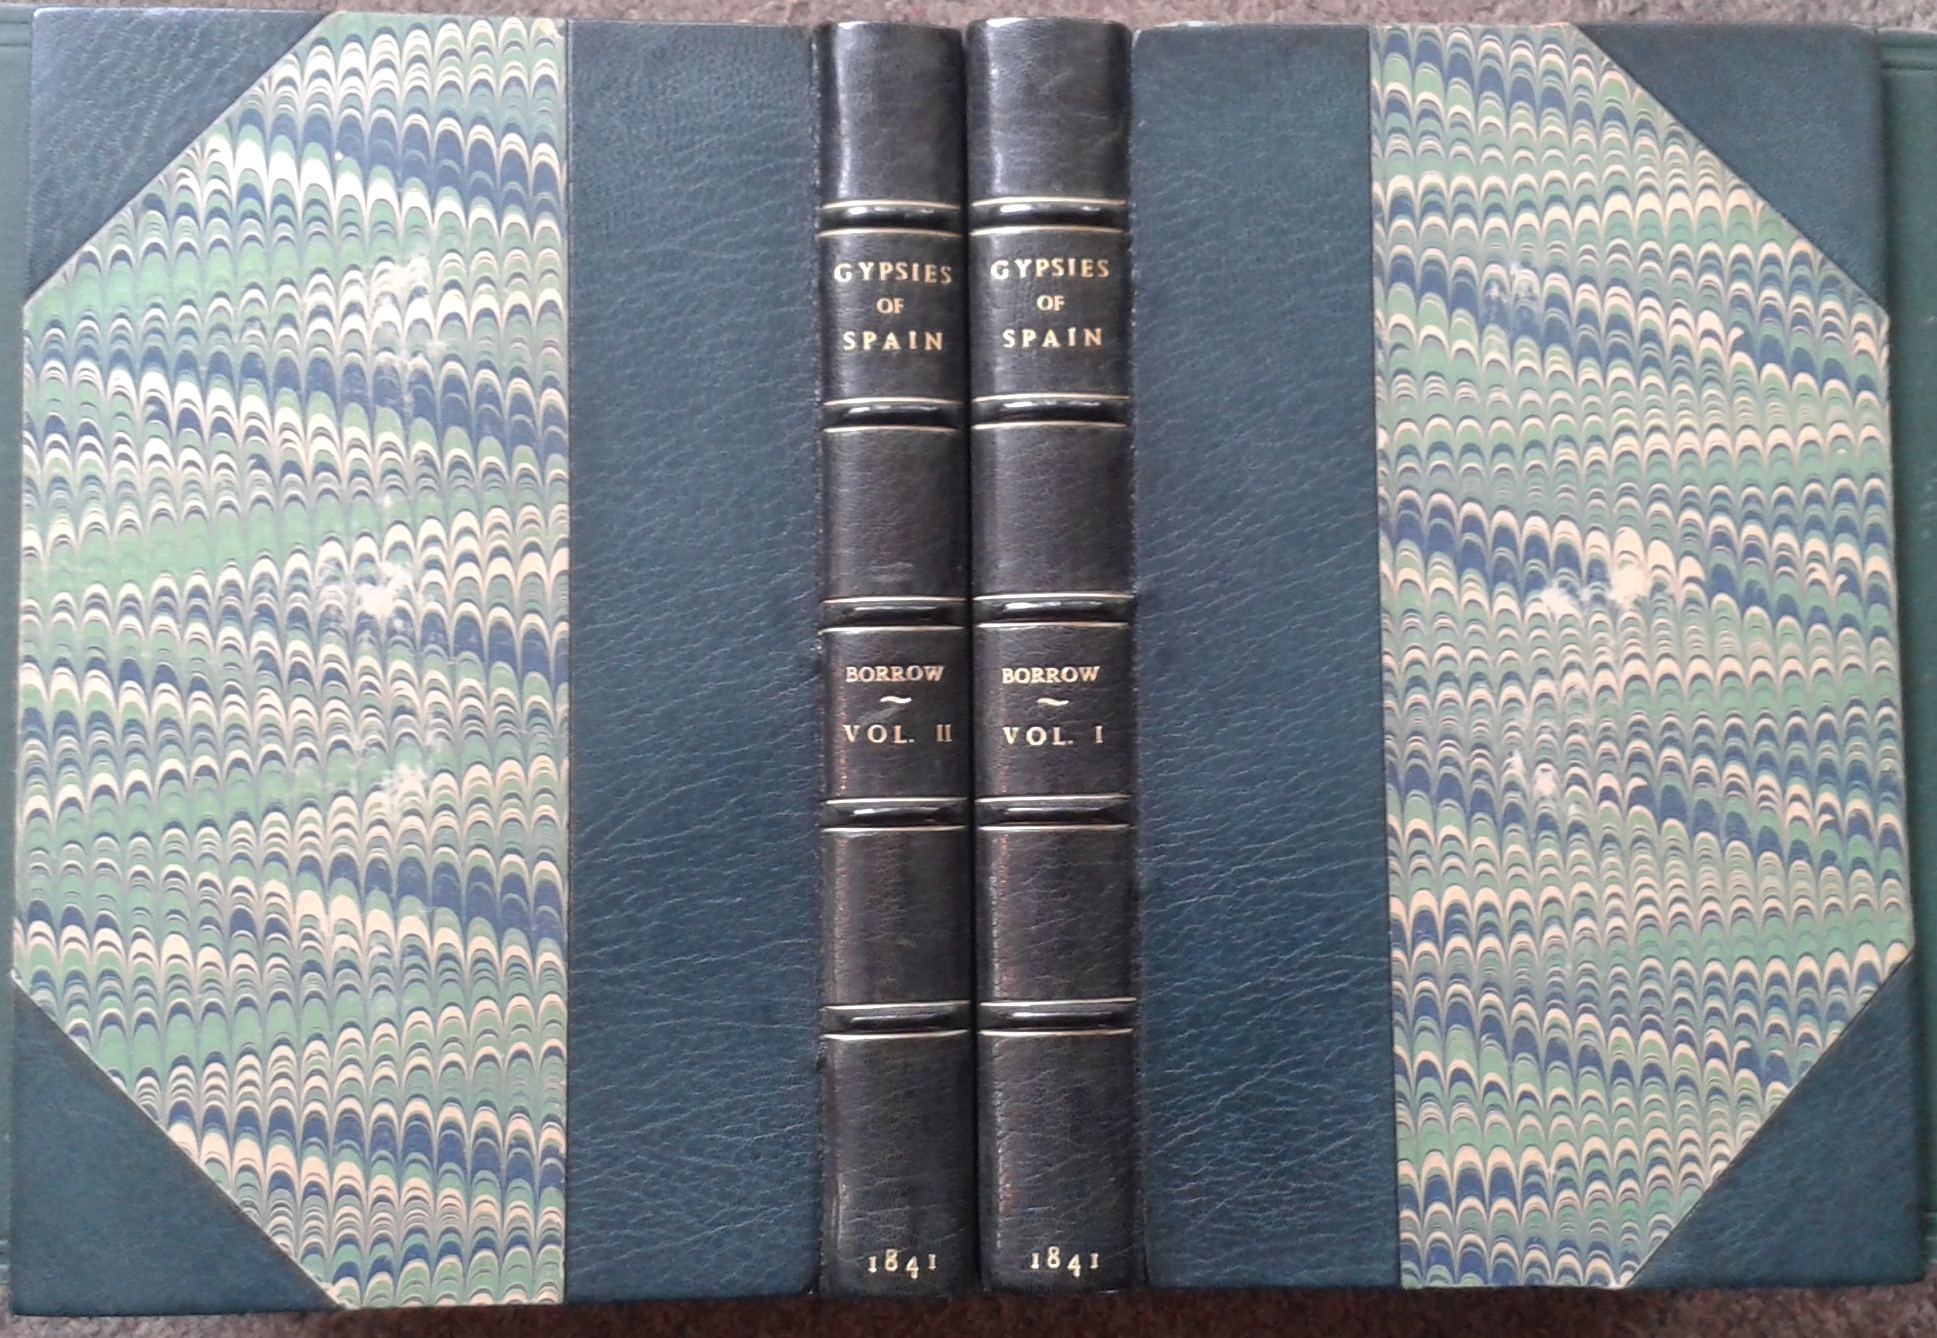 GYPSIES
OF
SPAIN
BORROW
~
VOL. II
1841
GYPSIES
OF
SPAIN
BORROW
~
VOL. I
1841